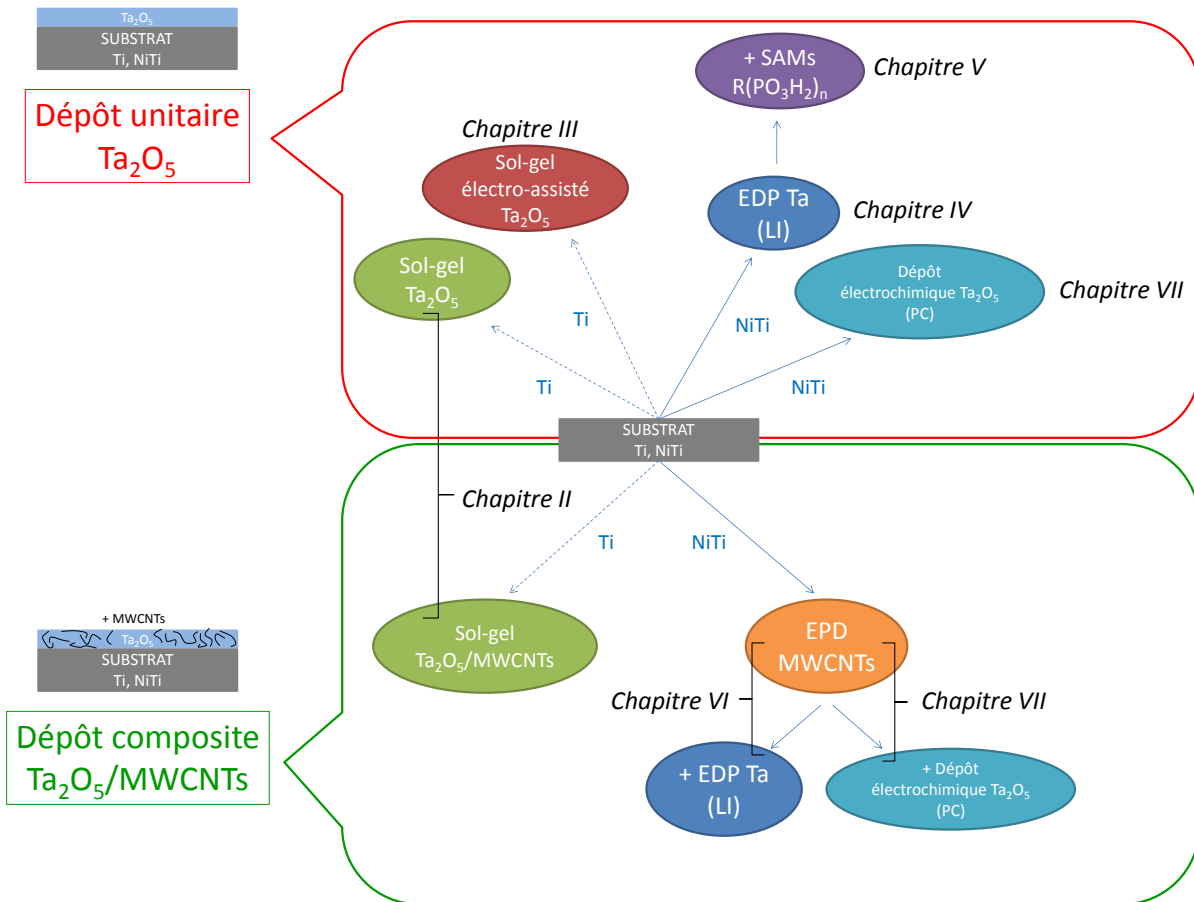 Ta₂O₅
SUBSTRAT
Ti, NiTi
Dépôt unitaire
Ta₂O₅
+ SAMs
R(PO₃H₂)ₙ
Chapitre V
Chapitre III
Sol-gel
électro-assisté
Ta₂O₅
EDP Ta
(LI)
Chapitre IV
Sol-gel
Ta₂O₅
Dépôt
électrochimique Ta₂O₅
(PC)
Chapitre VII
Ti
NiTi
Ti
NiTi
SUBSTRAT
Ti, NiTi
Chapitre II
Ti
NiTi
+ MWCNTs
Ta₂O₅
SUBSTRAT
Ti, NiTi
Dépôt composite
Ta₂O₅/MWCNTs
Sol-gel
Ta₂O₅/MWCNTs
EPD
MWCNTs
Chapitre VI
Chapitre VII
+ EDP Ta
(LI)
+ Dépôt
électrochimique Ta₂O₅
(PC)